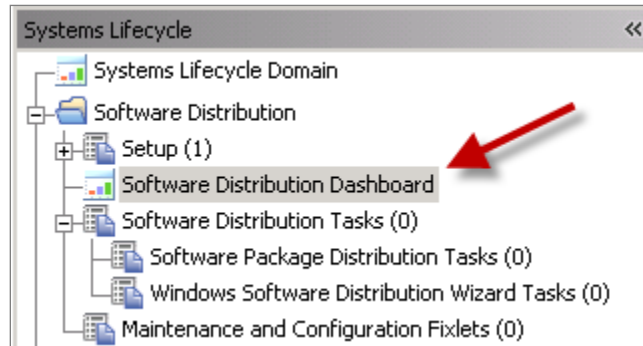 Systems Lifecycle «
Systems Lifecycle Domain
Software Distribution
Setup (1)
Software Distribution Dashboard
Software Distribution Tasks (0)
Software Package Distribution Tasks (0)
Windows Software Distribution Wizard Tasks (0)
Maintenance and Configuration Fixlets (0)